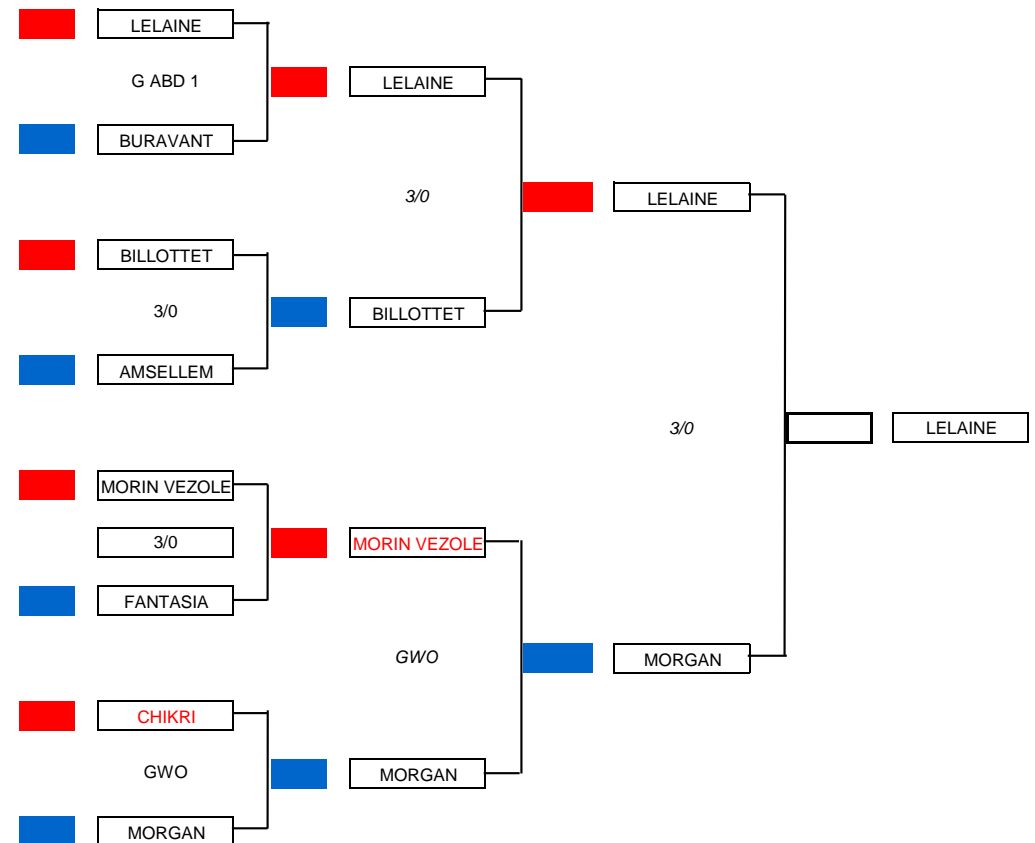 LELAINE
G ABD 1
LELAINE
BURAVANT
3/0
LELAINE
BILLOTTET
3/0
BILLOTTET
AMSELLEM
3/0
LELAINE
MORIN VEZOLE
3/0
MORIN VEZOLE
FANTASIA
GWO
MORGAN
CHIKRI
GWO
MORGAN
MORGAN